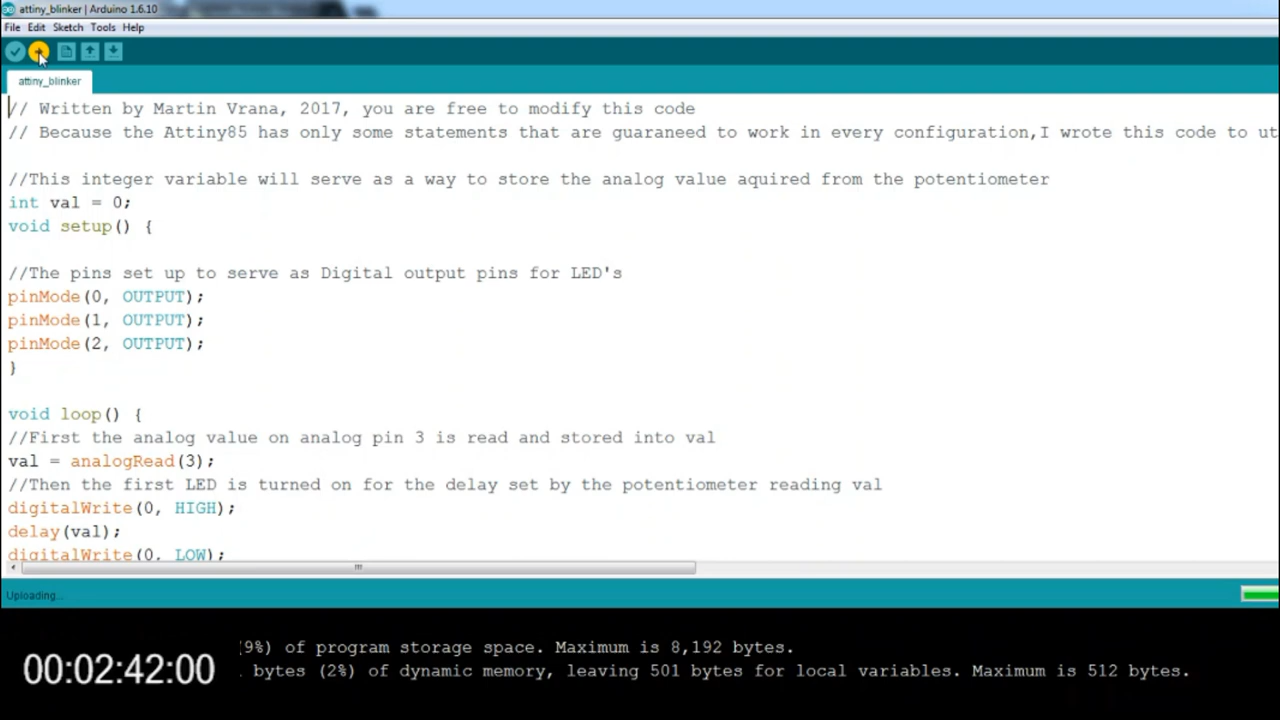 attiny_blinker | Arduino 1.6.10
File Edit Sketch Tools Help
attiny_blinker
// Written by Martin Vrana, 2017, you are free to modify this code
// Because the Attiny85 has only some statements that are guaraneed to work in every configuration,I wrote this code to ut
//This integer variable will serve as a way to store the analog value aquired from the potentiometer
int val = 0;
void setup() {
//The pins set up to serve as Digital output pins for LED's
pinMode(0, OUTPUT);
pinMode(1, OUTPUT);
pinMode(2, OUTPUT);
}
void loop() {
//First the analog value on analog pin 3 is read and stored into val
val = analogRead(3);
//Then the first LED is turned on for the delay set by the potentiometer reading val
digitalWrite(0, HIGH);
delay(val);
digitalWrite(0, LOW);
Uploading...
(9%) of program storage space. Maximum is 8,192 bytes.
bytes (2%) of dynamic memory, leaving 501 bytes for local variables. Maximum is 512 bytes.
00:02:42:00